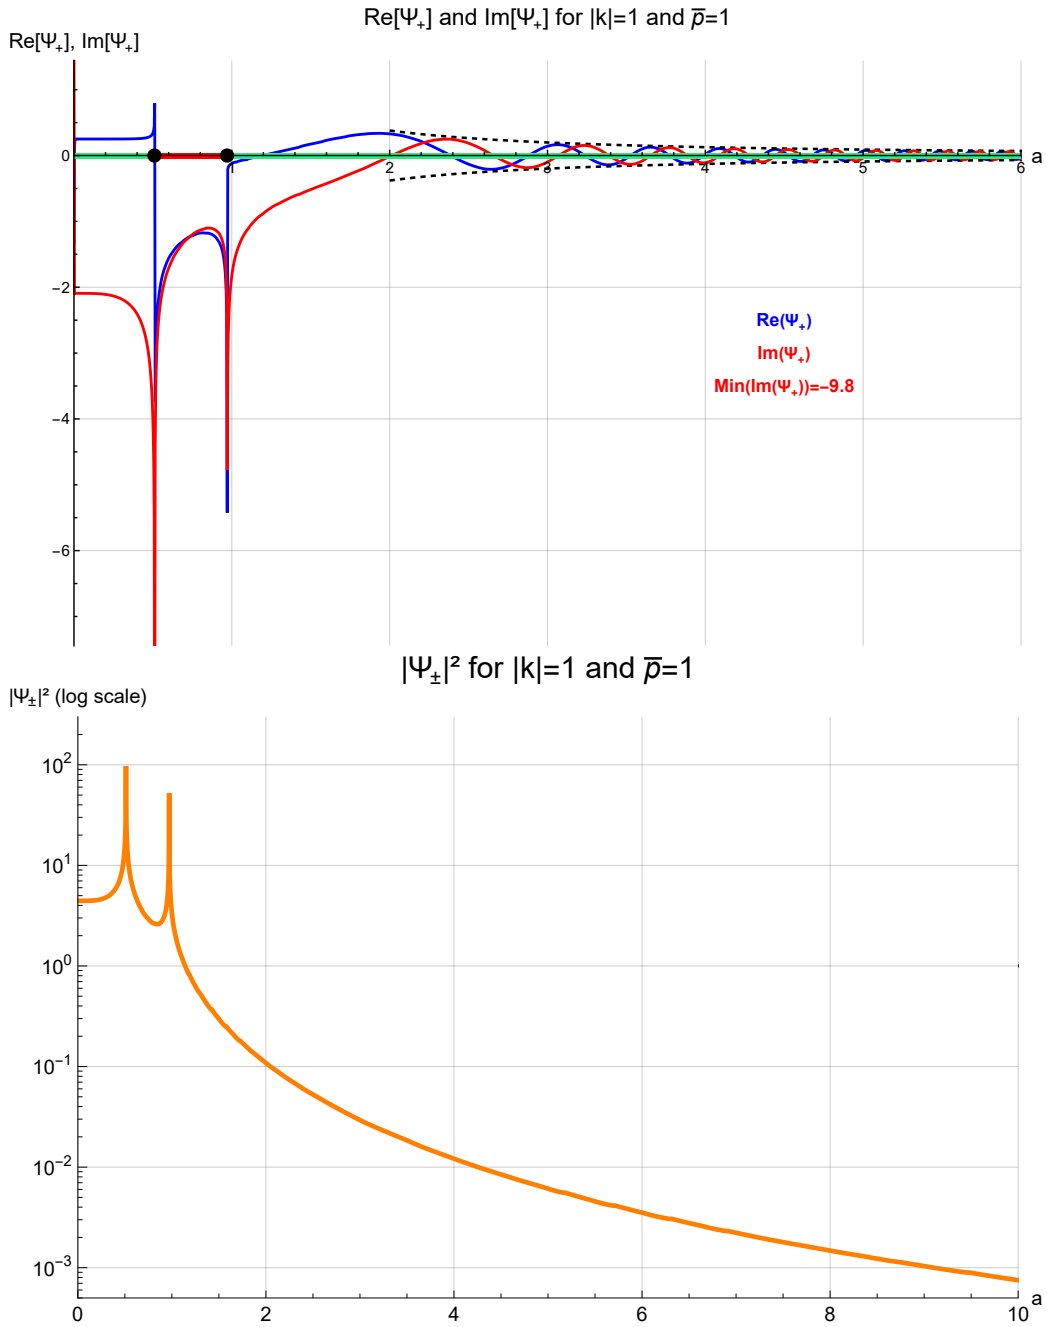 Re[Ψ₊] and Im[Ψ₊] for |k|=1 and p̅=1
Re[Ψ₊], Im[Ψ₊]
0
−2
−4
−6
2
3
4
5
6
a
Re(Ψ₊)
Im(Ψ₊)
Min(Im(Ψ₊))=−9.8
|Ψ±|² for |k|=1 and p̅=1
|Ψ±|² (log scale)
10²
10¹
10⁰
10⁻¹
10⁻²
10⁻³
0 2 4 6 8 10
a